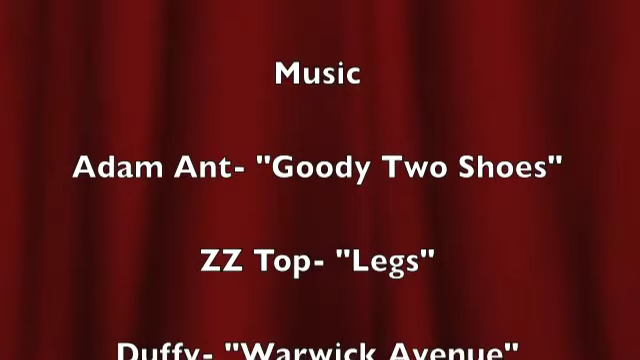 Music
Adam Ant- "Goody Two Shoes"
ZZ Top- "Legs"
Duffy- "Warwick Avenue"